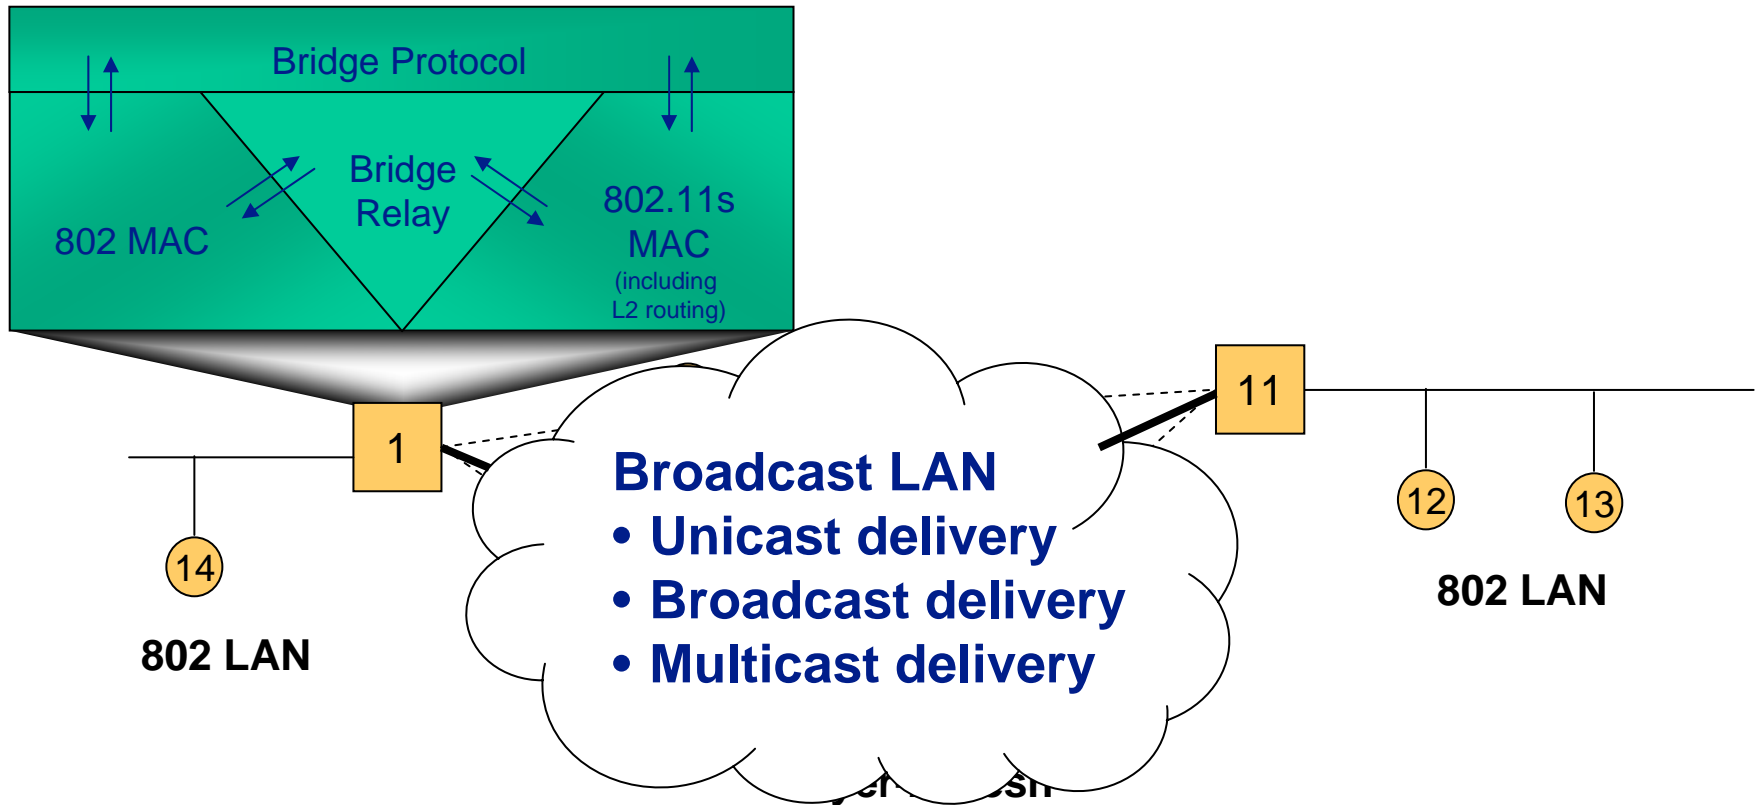 Bridge Protocol
Bridge
Relay
802 MAC
802.11s
MAC
(including
L2 routing)
1
11
12
13
14
802 LAN
802 LAN
Broadcast LAN
• Unicast delivery
• Broadcast delivery
• Multicast delivery